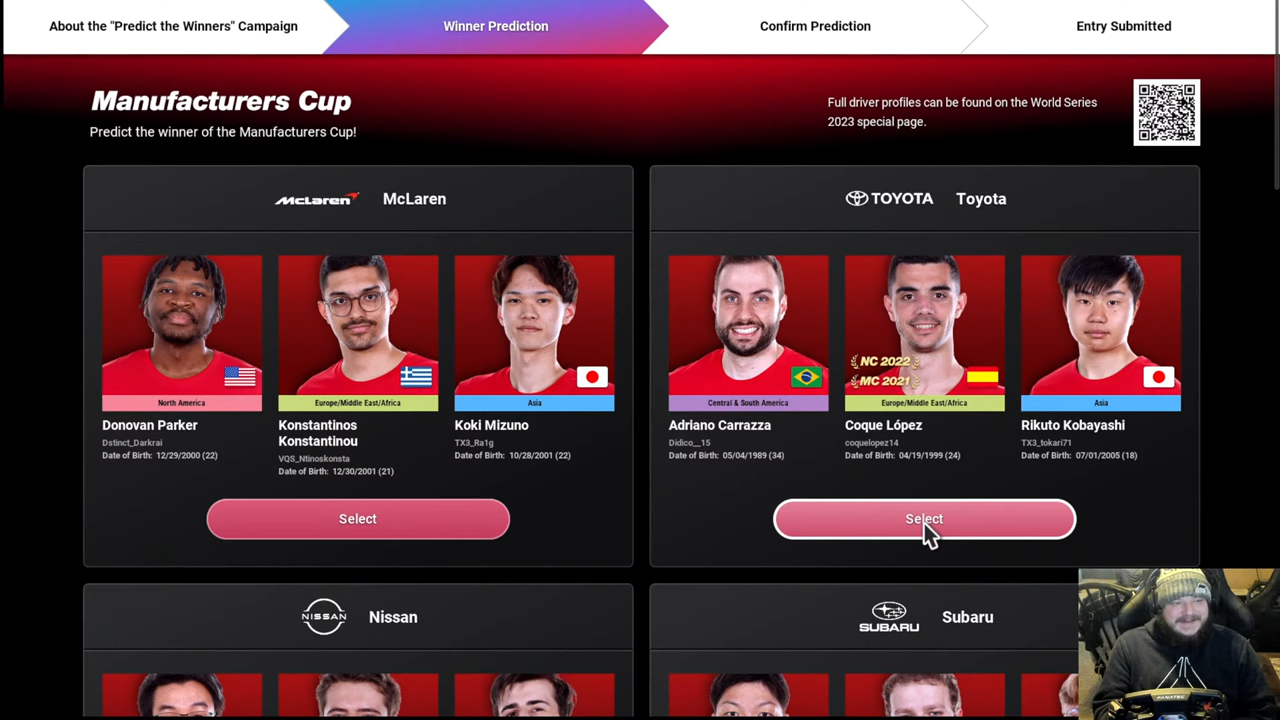 About the "Predict the Winners" Campaign
Winner Prediction
Confirm Prediction
Entry Submitted
Manufacturers Cup
Predict the winner of the Manufacturers Cup!
Full driver profiles can be found on the World Series
2023 special page.
McLaren McLaren
North America
Donovan Parker
Dstinct_Darkrai
Date of Birth: 12/29/2000 (22)
Europe/Middle East/Africa
Konstantinos
Konstantinou
VQS_Ntinoskonsta
Date of Birth: 12/30/2001 (21)
Asia
Koki Mizuno
TX3_Ra1g
Date of Birth: 10/28/2001 (22)
Select
TOYOTA Toyota
Central & South America
Adriano Carrazza
Didico__15
Date of Birth: 05/04/1989 (34)
NC 2022
MC 2021
Europe/Middle East/Africa
Coque López
coquelopez14
Date of Birth: 04/19/1999 (24)
Asia
Rikuto Kobayashi
TX3_tokari71
Date of Birth: 07/01/2005 (18)
Select
NISSAN Nissan
SUBARU Subaru
FANATEC